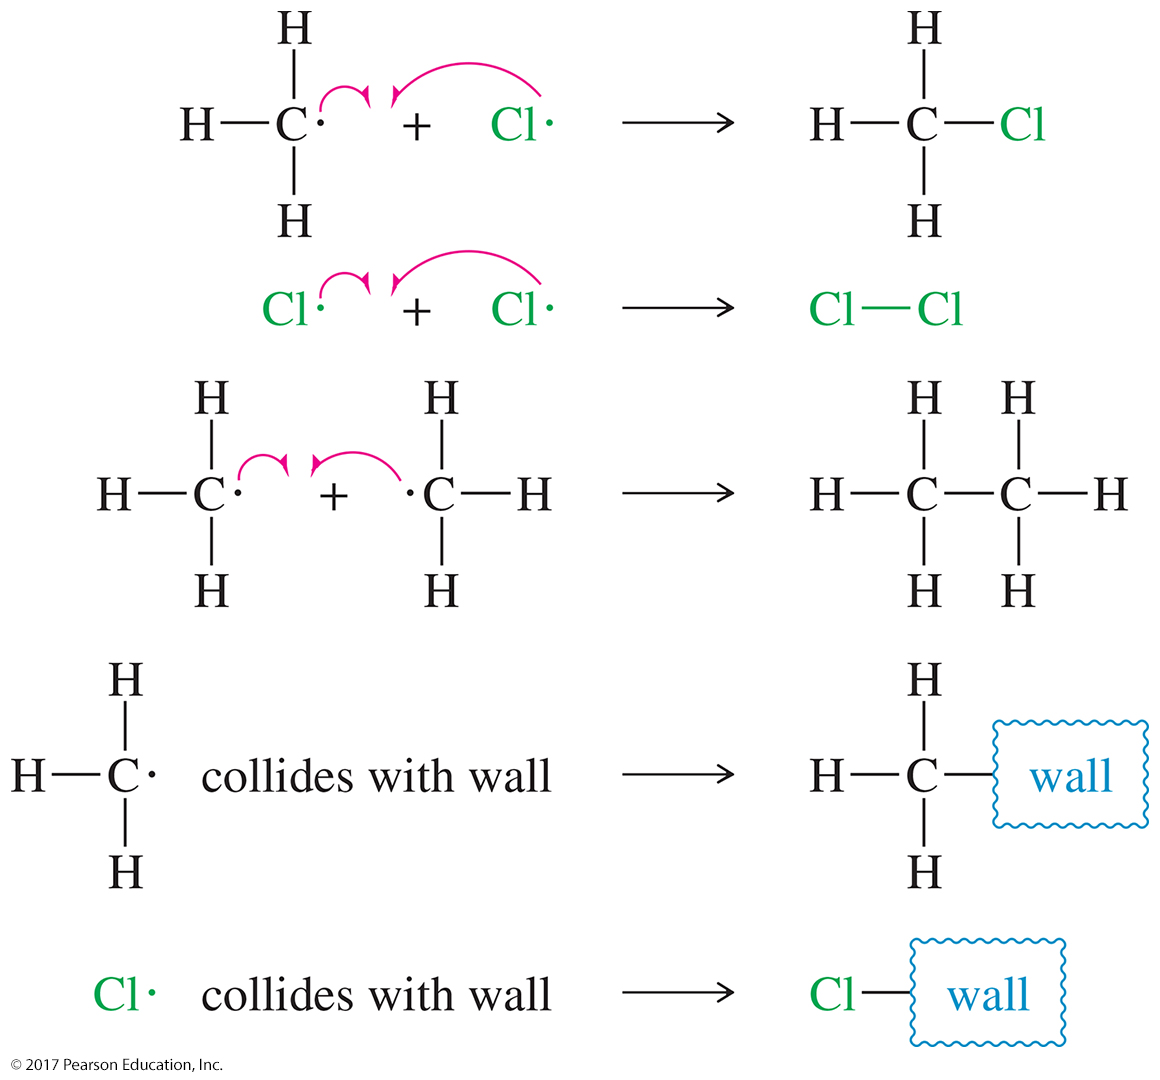 H H
H C · + Cl · H C Cl
H H
Cl · + Cl · Cl Cl
H H H H
H C · + · C H H C C H
H H H H
H H
H C · collides with wall H C wall
H H
Cl · collides with wall Cl wall
© 2017 Pearson Education, Inc.